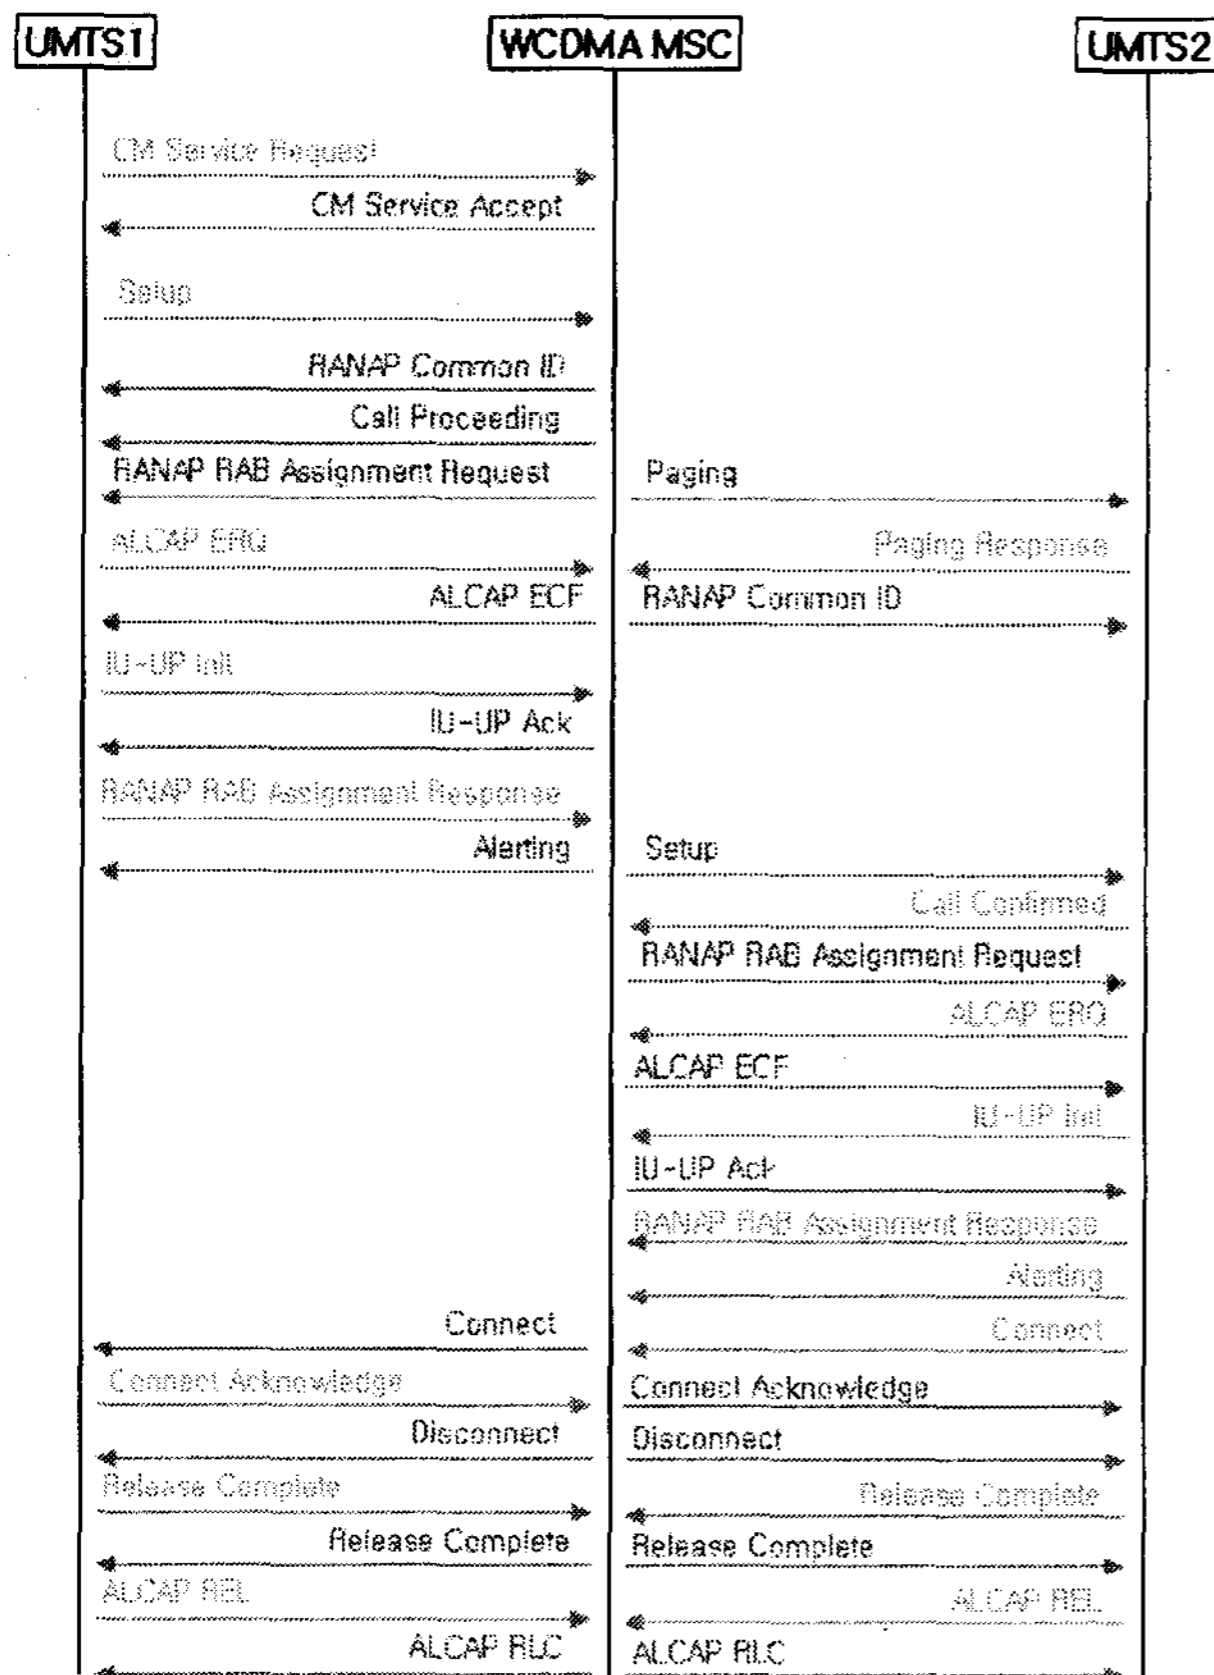 UMTS1
WCDMA MSC
UMTS2
CM Service Request
CM Service Accept
Setup
RANAP Common ID
Call Proceeding
RANAP RAB Assignment Request
Paging
ALCAP ERQ
Paging Response
ALCAP ECF
RANAP Common ID
IU-UP Init
IU-UP Ack
RANAP RAB Assignment Response
Alerting
Setup
Call Confirmed
RANAP RAB Assignment Request
ALCAP ERQ
ALCAP ECF
IU-UP Init
IU-UP Ack
RANAP RAB Assignment Response
Alerting
Connect
Connect
Connect Acknowledge
Connect Acknowledge
Disconnect
Disconnect
Release Complete
Release Complete
Release Complete
Release Complete
ALCAP REL
ALCAP REL
ALCAP RLC
ALCAP RLC